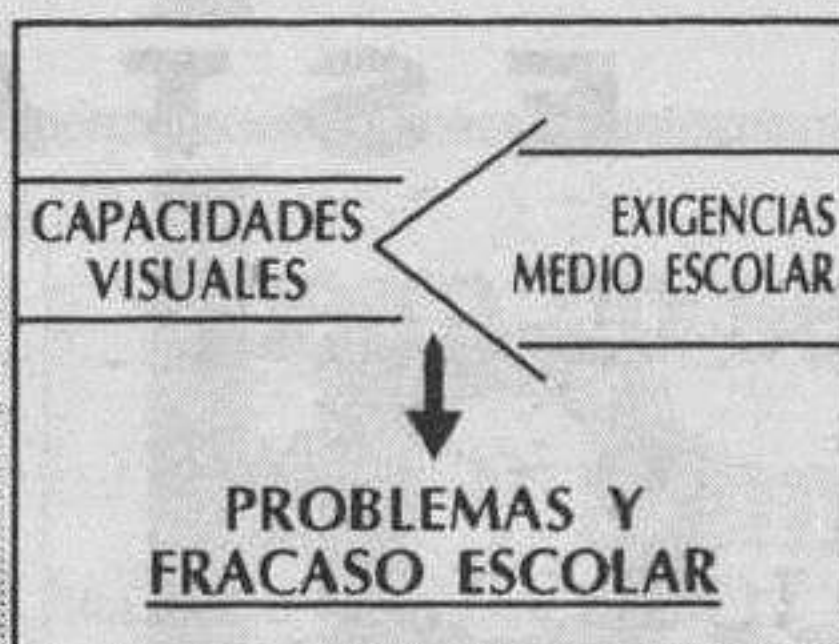 CAPACIDADES
VISUALES
EXIGENCIAS
MEDIO ESCOLAR
PROBLEMAS Y
FRACASO ESCOLAR